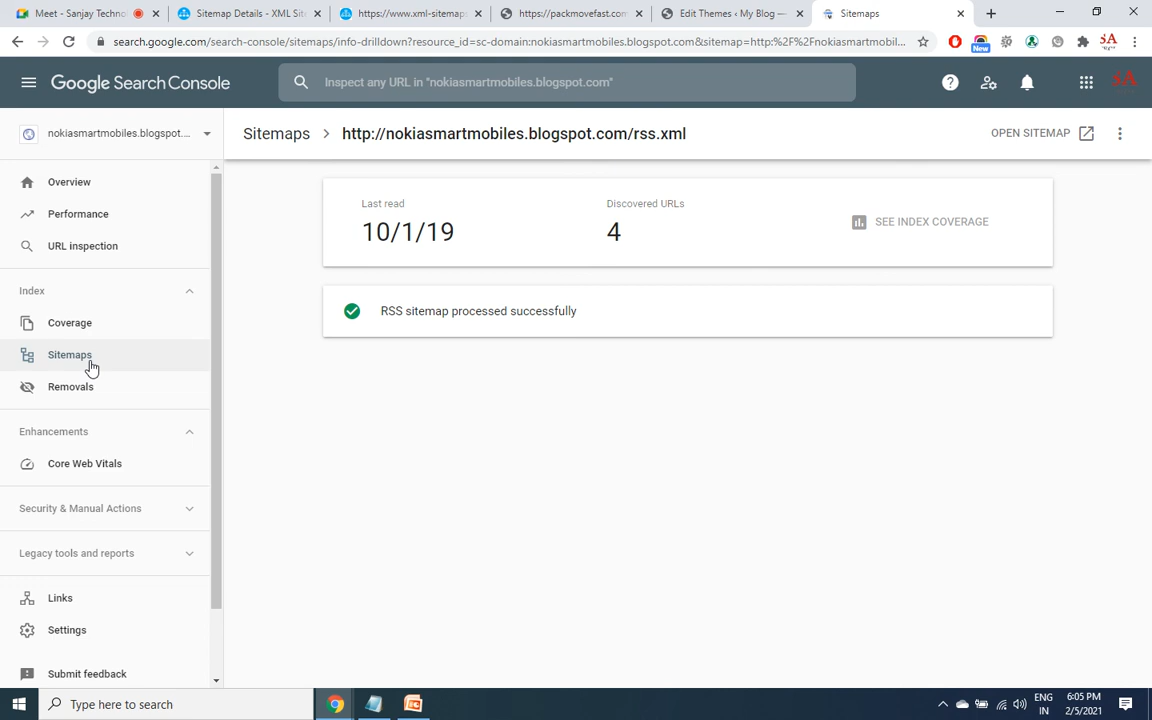 Meet - Sanjay Techno
Sitemap Details - XML Sit
https://www.xml-sitemap
https://packmovefast.com
Edit Themes ‹ My Blog —
Sitemaps
search.google.com/search-console/sitemaps/info-drilldown?resource_id=sc-domain:nokiasmartmobiles.blogspot.com&sitemap=http:%2F%2Fnokiasmartmobil...
New
Google Search Console
Inspect any URL in "nokiasmartmobiles.blogspot.com"
nokiasmartmobiles.blogspot....
Sitemaps > http://nokiasmartmobiles.blogspot.com/rss.xml
OPEN SITEMAP
Overview
Performance
URL inspection
Index
Coverage
Sitemaps
Removals
Enhancements
Core Web Vitals
Security & Manual Actions
Legacy tools and reports
Links
Settings
Submit feedback
Last read
10/1/19
Discovered URLs
4
SEE INDEX COVERAGE
RSS sitemap processed successfully
Type here to search
ENG
IN
6:05 PM
2/5/2021